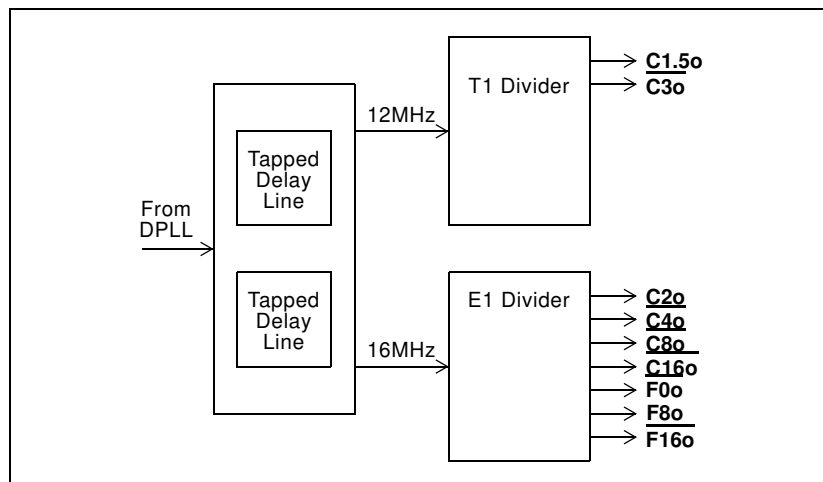 C1.5o
T1 Divider
C3o
12MHz
Tapped
Delay
Line
From
DPLL
Tapped
Delay
Line
16MHz
E1 Divider
C2o
C4o
C8o
C16o
F0o
F8o
F16o